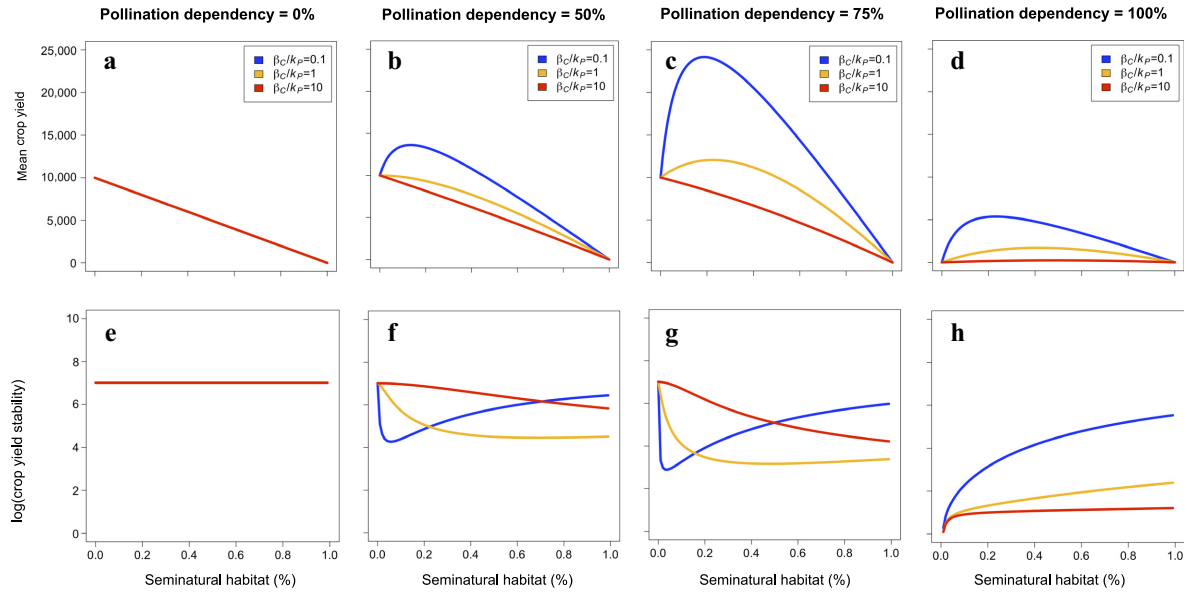 Pollination dependency = 0%
Pollination dependency = 50%
Pollination dependency = 75%
Pollination dependency = 100%
Mean crop yield
25,000
20,000
15,000
10,000
5,000
0
a
βC/kP=0.1
βC/kP=1
βC/kP=10
b
βC/kP=0.1
βC/kP=1
βC/kP=10
c
βC/kP=0.1
βC/kP=1
βC/kP=10
d
βC/kP=0.1
βC/kP=1
βC/kP=10
log(crop yield stability)
10
8
6
4
2
0
e
f
g
h
0.0 0.2 0.4 0.6 0.8 1.0
0.0 0.2 0.4 0.6 0.8 1.0
0.0 0.2 0.4 0.6 0.8 1.0
0.0 0.2 0.4 0.6 0.8 1.0
Seminatural habitat (%)
Seminatural habitat (%)
Seminatural habitat (%)
Seminatural habitat (%)